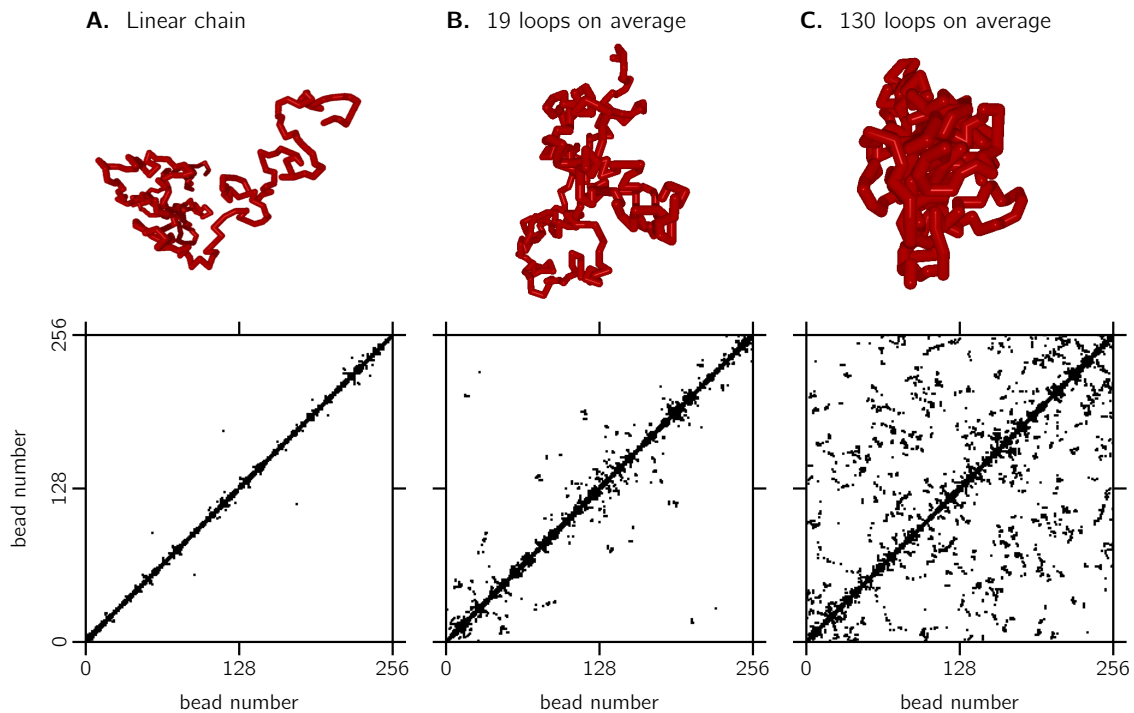 A. Linear chain
B. 19 loops on average
C. 130 loops on average
256
128
0
bead number
0 128 256
bead number
0 128 256
bead number
0 128 256
bead number